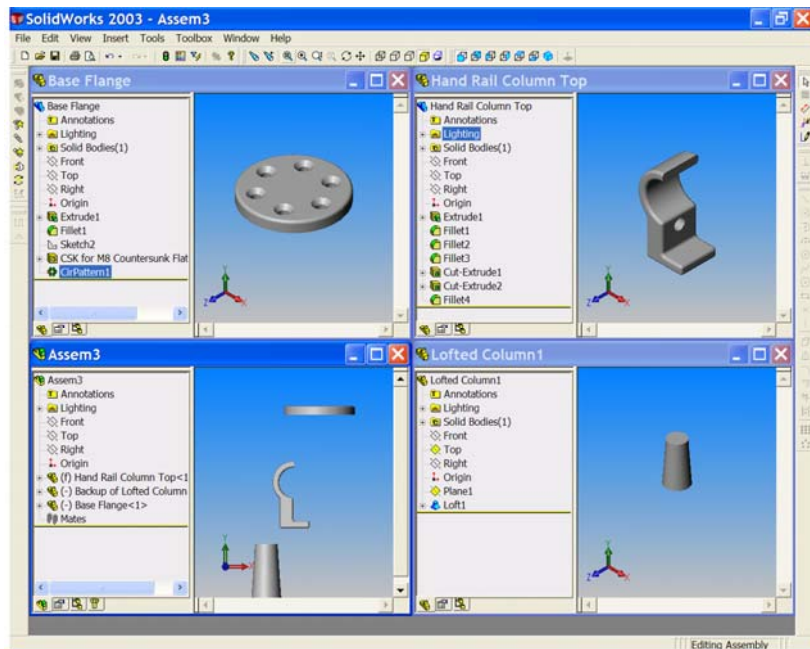 SolidWorks 2003 - Assem3
File Edit View Insert Tools Toolbox Window Help
Base Flange
Base Flange
Annotations
Lighting
Solid Bodies(1)
Front
Top
Right
Origin
Extrude1
Fillet1
Sketch2
CSK for M8 Countersunk Flat
CirPattern1
Y
Z
X
Hand Rail Column Top
Hand Rail Column Top
Annotations
Lighting
Solid Bodies(1)
Front
Top
Right
Origin
Extrude1
Fillet1
Fillet2
Fillet3
Cut-Extrude1
Cut-Extrude2
Fillet4
Y
Z
X
Assem3
Assem3
Annotations
Lighting
Front
Top
Right
Origin
(f) Hand Rail Column Top<1
(-) Backup of Lofted Column
(-) Base Flange<1>
Mates
Y
X
Lofted Column1
Lofted Column1
Annotations
Lighting
Solid Bodies(1)
Front
Top
Right
Origin
Plane1
Loft1
Y
Z
X
Editing Assembly